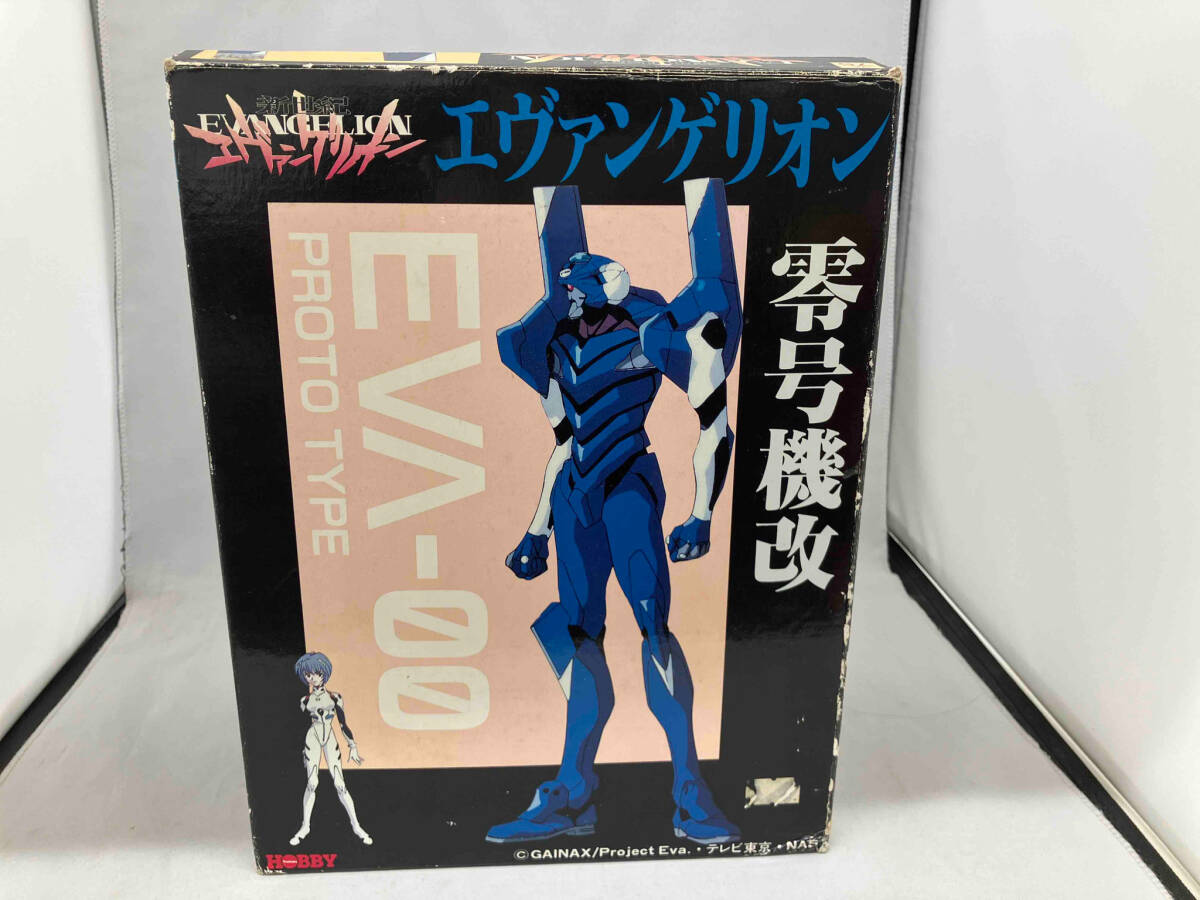 新世紀
EVANGELION
エヴァンゲリオン
エヴァンゲリオン
零号機改
EVA-00
PROTO TYPE
HOBBY
©GAINAX/Project Eva.・テレビ東京・NAS